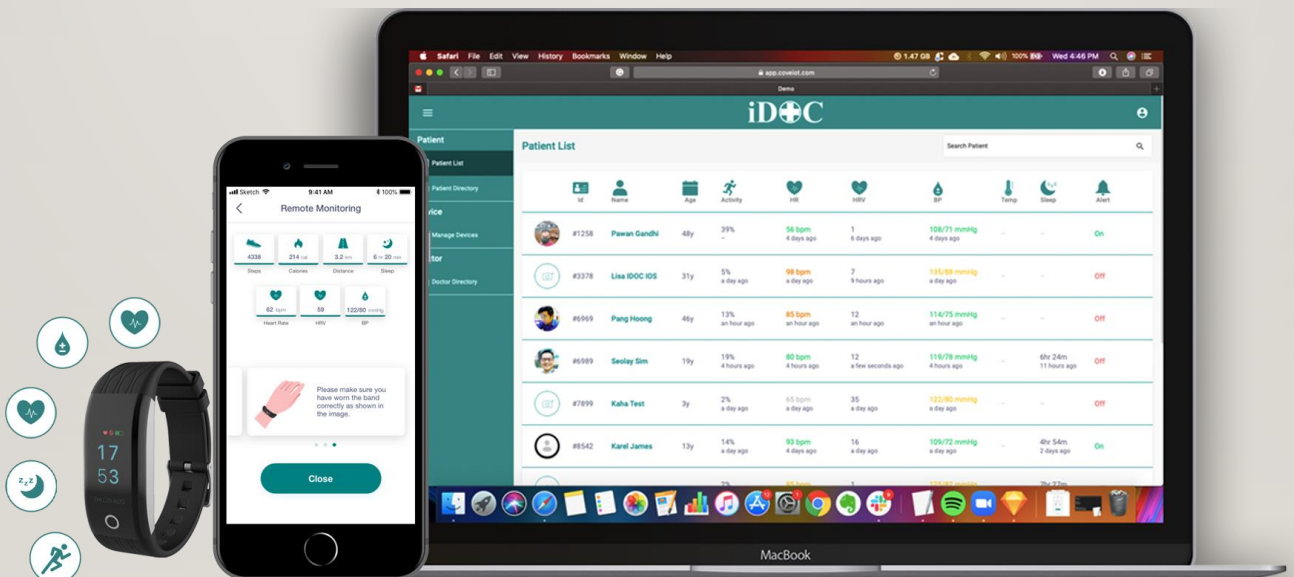 Safari File Edit View History Bookmarks Window Help
1.47 GB 100% Wed 4:46 PM
app.coveiot.com
Demo
iDOC
Patient
Patient List
Patient Directory
vice
Manage Devices
tor
Doctor Directory
Patient List
Search Patient
Id Name Age Activity HR HRV BP Temp Sleep Alert
#1258 Pawan Gandhi 48y 39% 56 bpm 1 108/71 mmHg - - On
– 4 days ago 6 days ago 4 days ago
#3378 Lisa IDOC IOS 31y 5% 98 bpm 7 135/88 mmHg - - Off
a day ago a day ago 9 hours ago a day ago
#6969 Pang Hoong 46y 13% 85 bpm 12 114/75 mmHg - - Off
an hour ago an hour ago an hour ago an hour ago
#6989 Seolay Sim 19y 19% 80 bpm 12 119/78 mmHg - 6hr 24m Off
4 hours ago 4 hours ago a few seconds ago 4 hours ago 11 hours ago
#7899 Kaha Test 3y 2% 65 bpm 35 122/80 mmHg - - Off
a day ago a day ago a day ago a day ago
#8542 Karel James 13y 14% 93 bpm 16 109/72 mmHg - 4hr 54m On
a day ago 4 days ago a day ago a day ago 2 days ago
MacBook
Sketch 9:41 AM 100%
Remote Monitoring
4338 214 cal 3.2 km 6 hr 20 min
Steps Calories Distance Sleep
62 bpm 59 122/80 mmHg
Heart Rate HRV BP
Please make sure you
have worn the band
correctly as shown in
the image.
Close
17
53
z z z